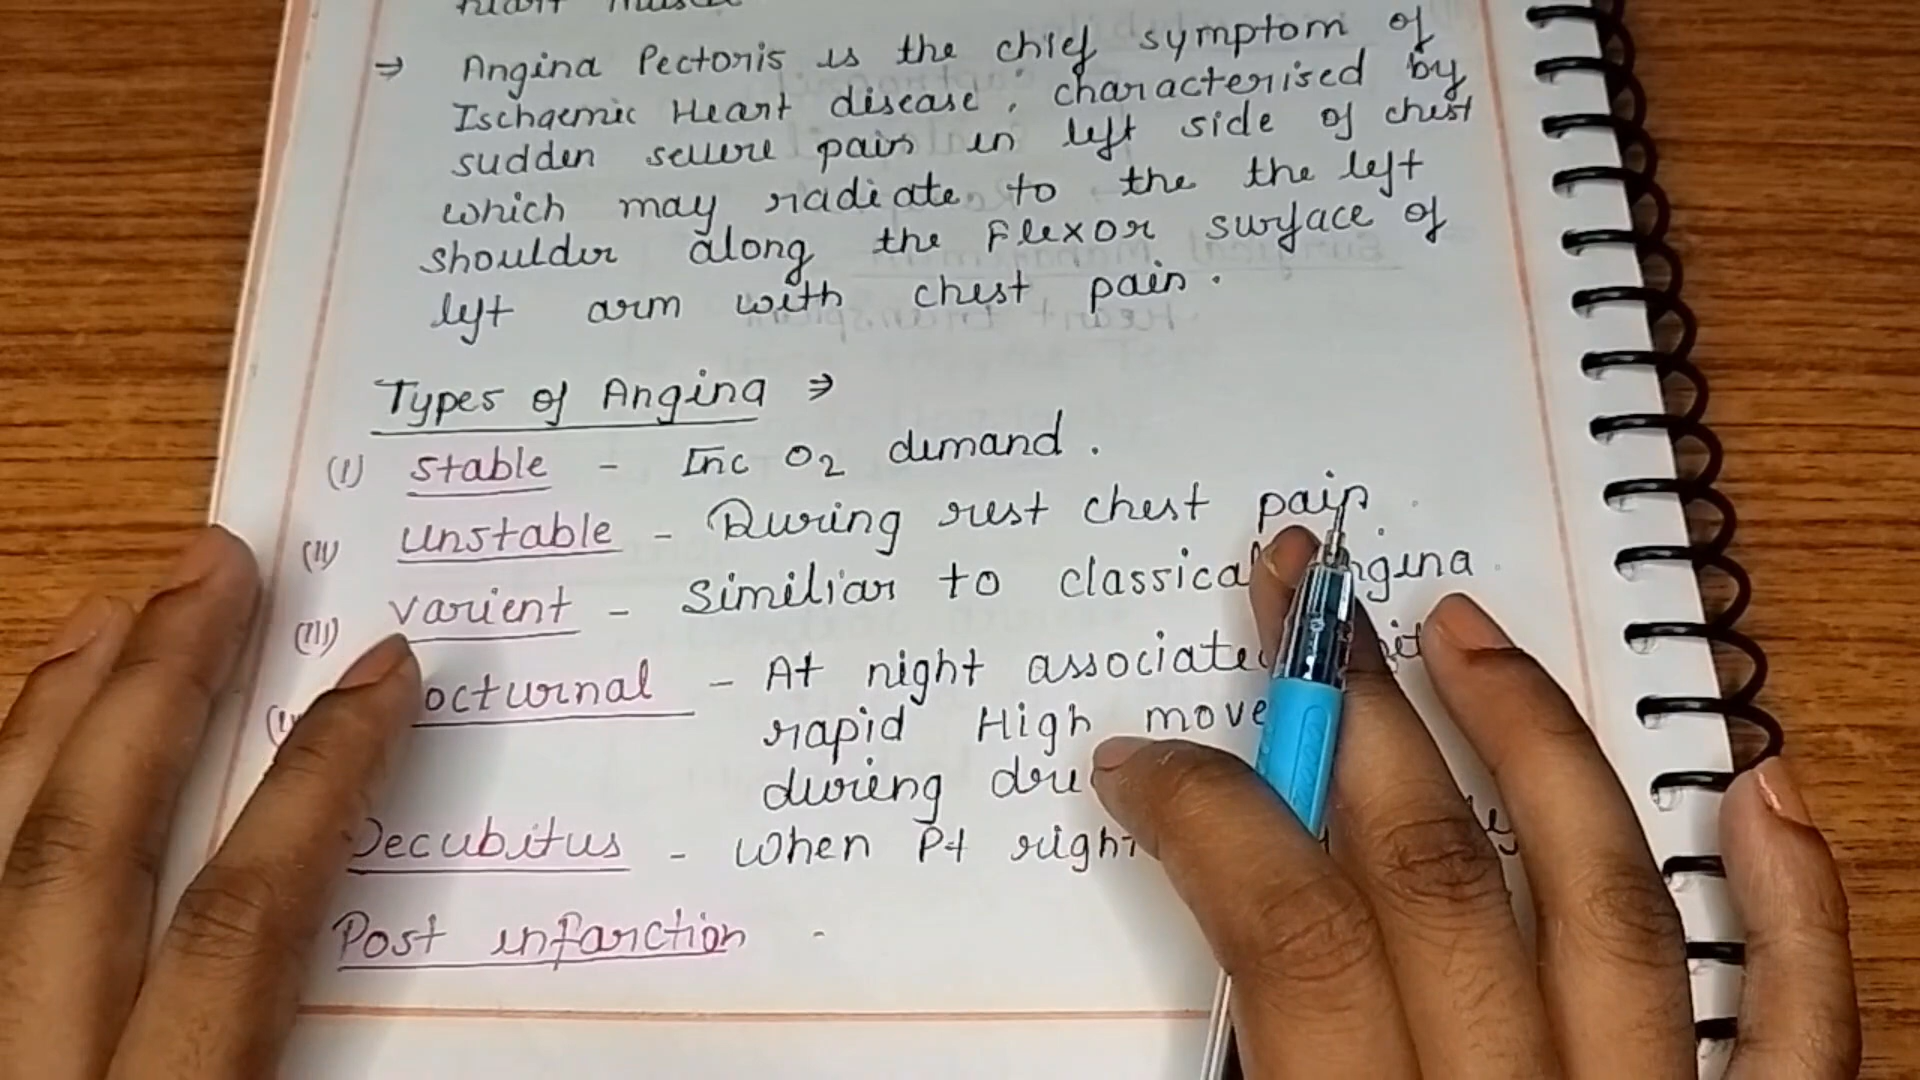 ⇒ Angina Pectoris is the chief symptom of
Ischaemic Heart disease, characterised by
sudden severe pain in left side of chest
which may radiate to the the left
shoulder along the Flexor surface of
left arm with chest pain.
Types of Angina ⇒
(I) Stable - Inc O2 demand.
(II) Unstable - During rest chest pain.
(III) Varient - Similiar to classical ngina
octurnal - At night associated
rapid High move
during
Decubitus - When Pt right
Post infarction -